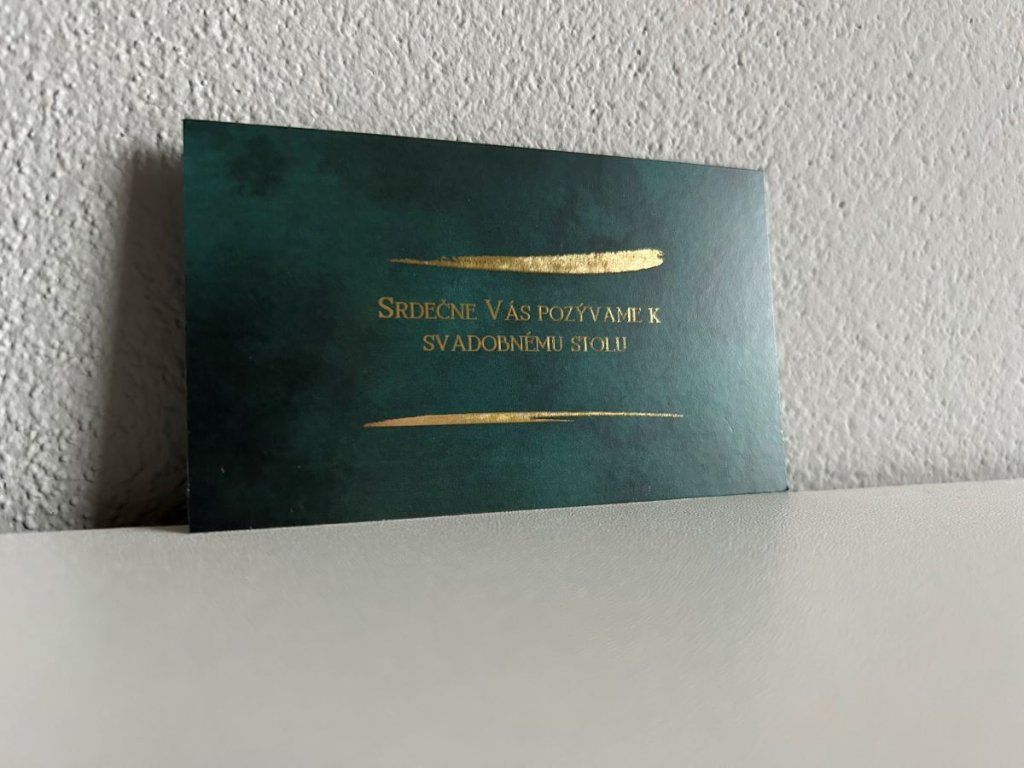 Srdečne Vás pozývame k
svadobnému stolu